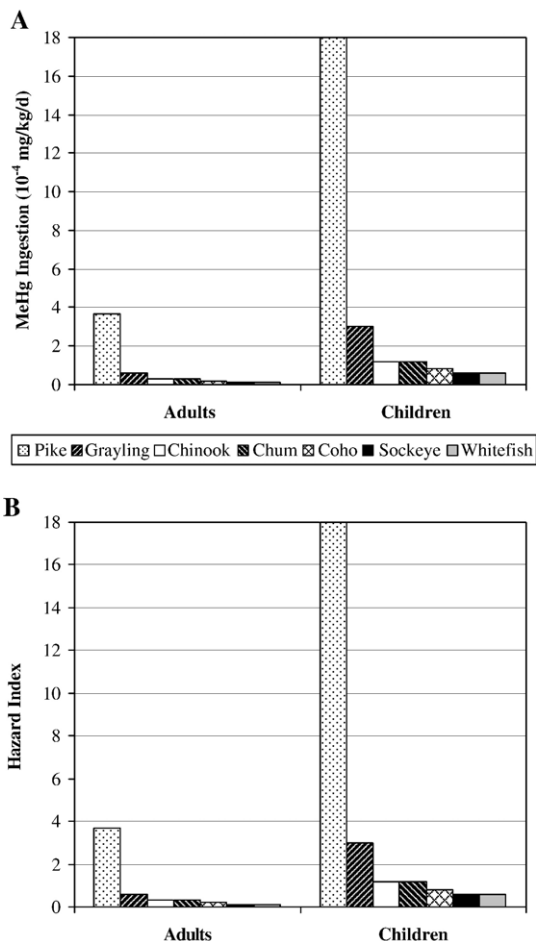 A
18
16
14
12
10
8
6
4
2
0
MeHg Ingestion (10⁻⁴ mg/kg/d)
Adults Children
Pike Grayling Chinook Chum Coho Sockeye Whitefish
B
18
16
14
12
10
8
6
4
2
0
Hazard Index
Adults Children